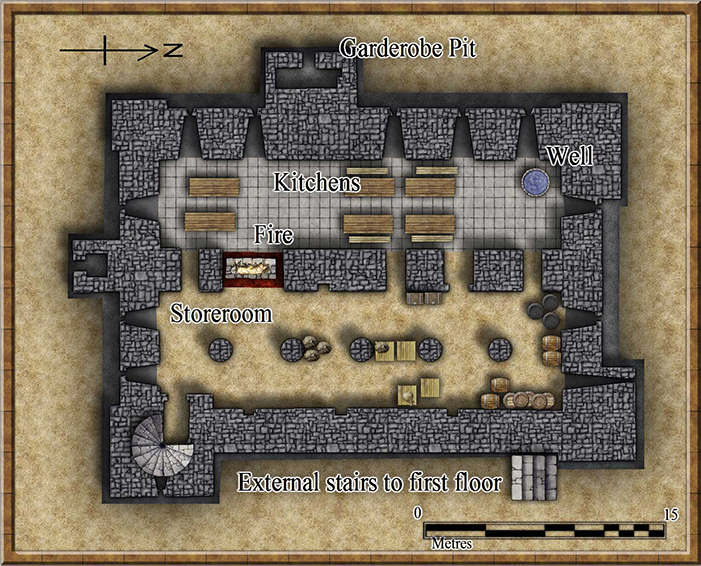 N
Garderobe Pit
Well
Kitchens
Fire
Storeroom
External stairs to first floor
0
15
Metres